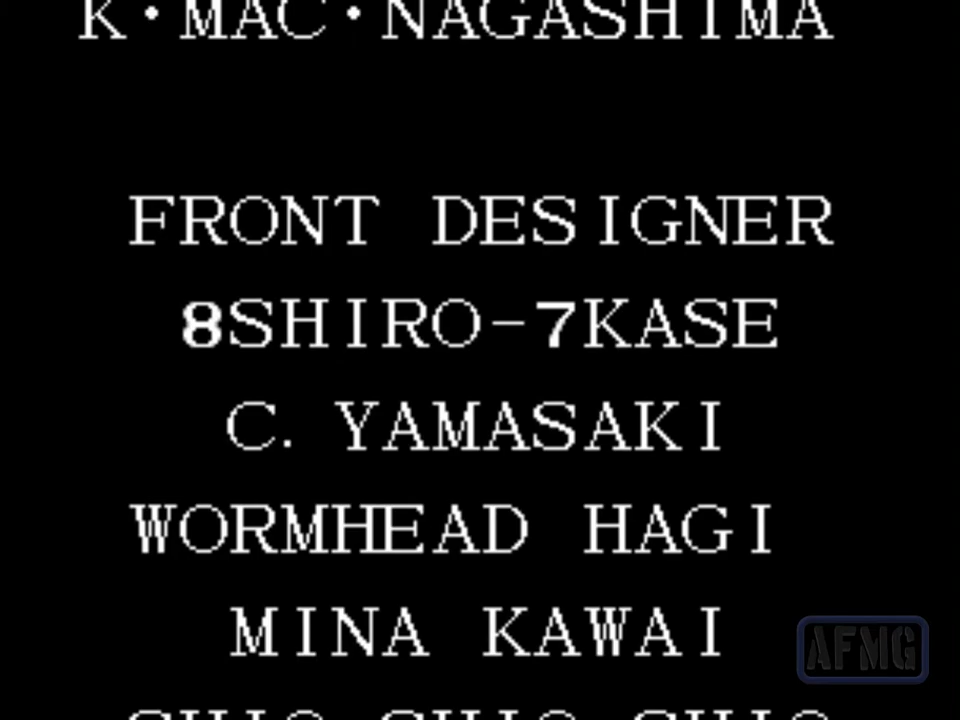 K・MAC・NAGASHIMA
FRONT DESIGNER
8SHIRO-7KASE
C. YAMASAKI
WORMHEAD HAGI
MINA KAWAI
AFMG